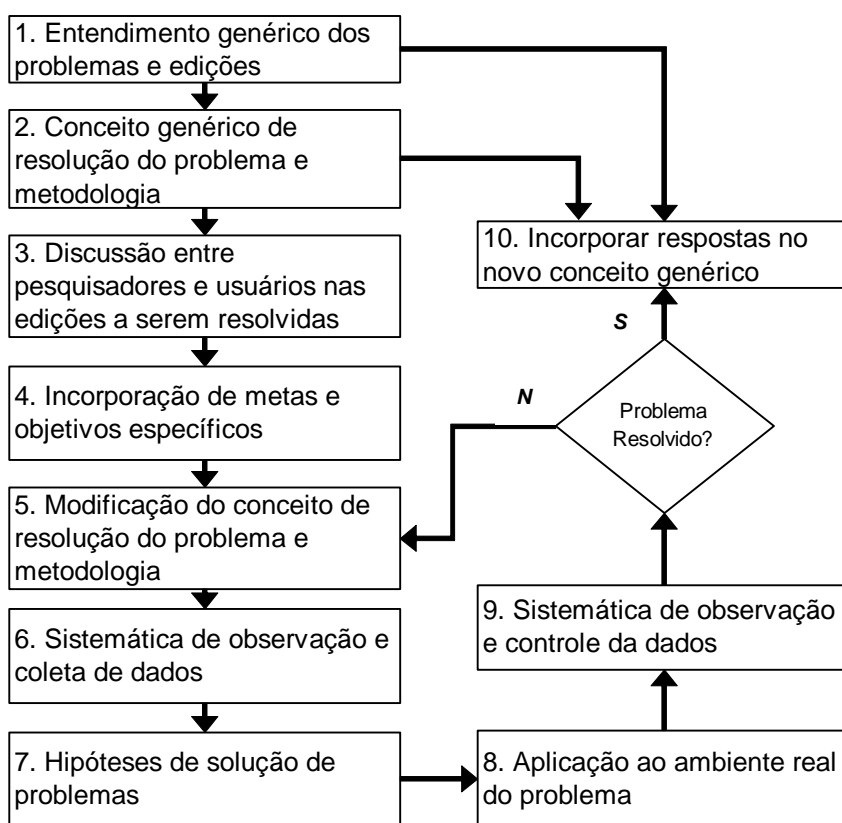 1. Entendimento genérico dos
problemas e edições
2. Conceito genérico de
resolução do problema e
metodologia
3. Discussão entre
pesquisadores e usuários nas
edições a serem resolvidas
4. Incorporação de metas e
objetivos específicos
5. Modificação do conceito de
resolução do problema e
metodologia
6. Sistemática de observação e
coleta de dados
7. Hipóteses de solução de
problemas
8. Aplicação ao ambiente real
do problema
9. Sistemática de observação
e controle da dados
Problema
Resolvido?
N
S
10. Incorporar respostas no
novo conceito genérico